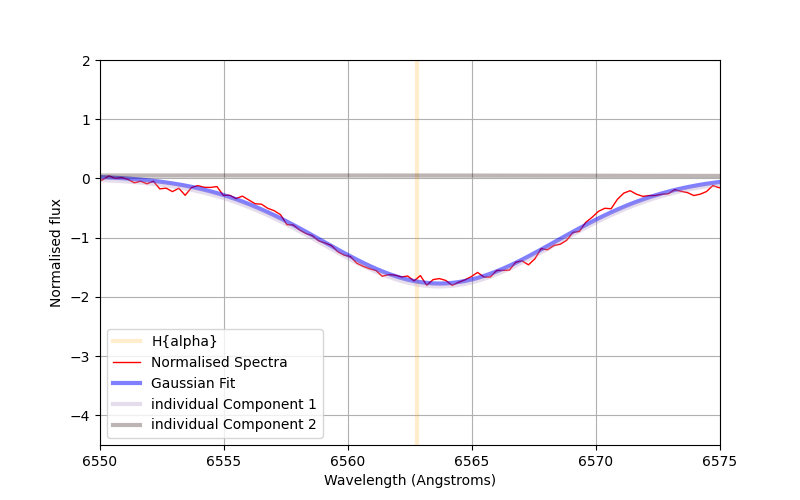 2
1
0
−1
−2
−3
−4
Normalised flux
H{alpha}
Normalised Spectra
Gaussian Fit
individual Component 1
individual Component 2
6550 6555 6560 6565 6570 6575
Wavelength (Angstroms)